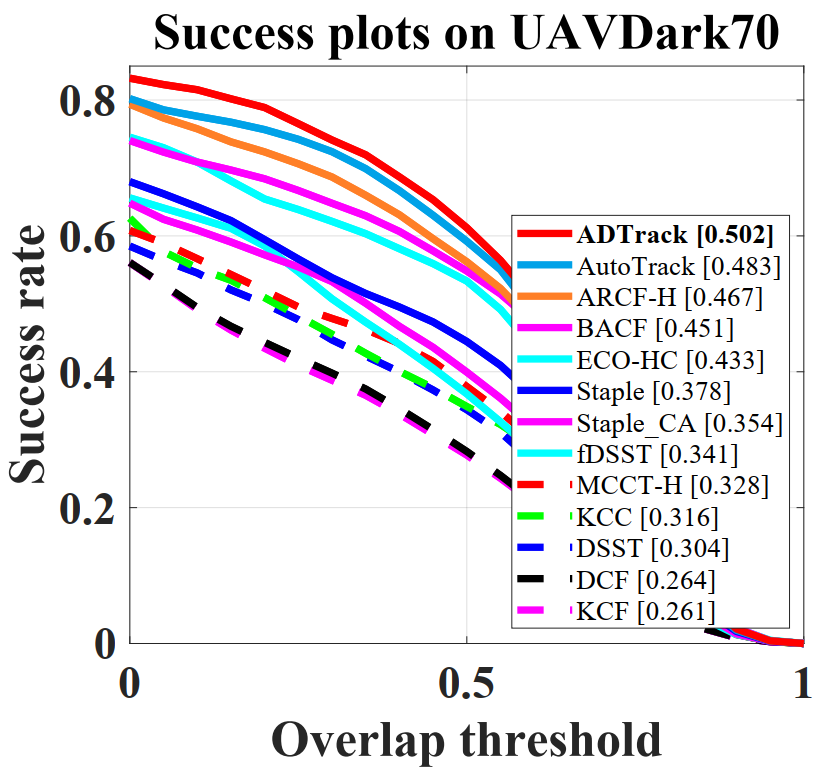 Success plots on UAVDark70
Success rate
0.8
0.6
0.4
0.2
0
ADTrack [0.502]
AutoTrack [0.483]
ARCF-H [0.467]
BACF [0.451]
ECO-HC [0.433]
Staple [0.378]
Staple_CA [0.354]
fDSST [0.341]
MCCT-H [0.328]
KCC [0.316]
DSST [0.304]
DCF [0.264]
KCF [0.261]
0
0.5
1
Overlap threshold